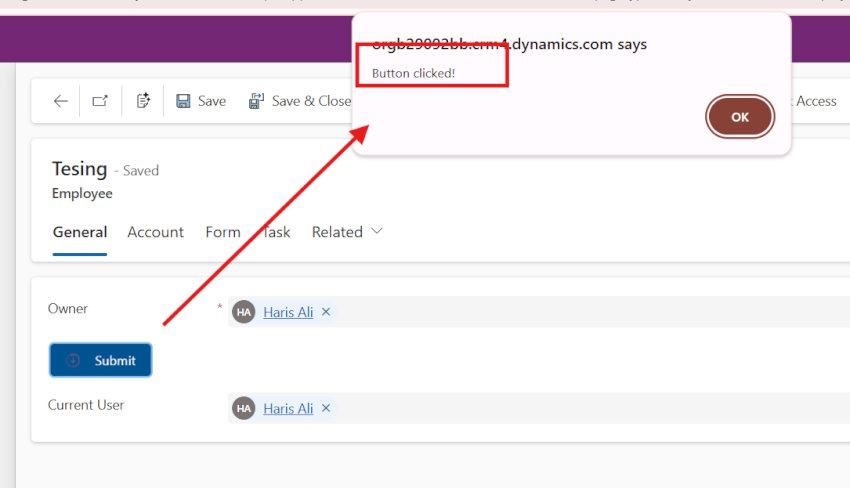 orgb29092bb.crm4.dynamics.com says
Button clicked!
OK
Save
Save & Close
Access
Tesing - Saved
Employee
General Account Form Task Related
Owner * HA Haris Ali ×
Submit
Current User HA Haris Ali ×